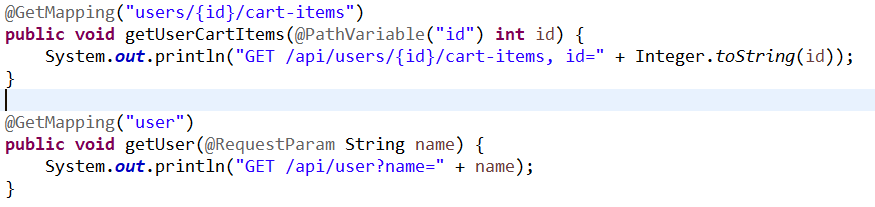 @GetMapping("users/{id}/cart-items")
public void getUserCartItems(@PathVariable("id") int id) {
    System.out.println("GET /api/users/{id}/cart-items, id=" + Integer.toString(id));
}
@GetMapping("user")
public void getUser(@RequestParam String name) {
    System.out.println("GET /api/user?name=" + name);
}